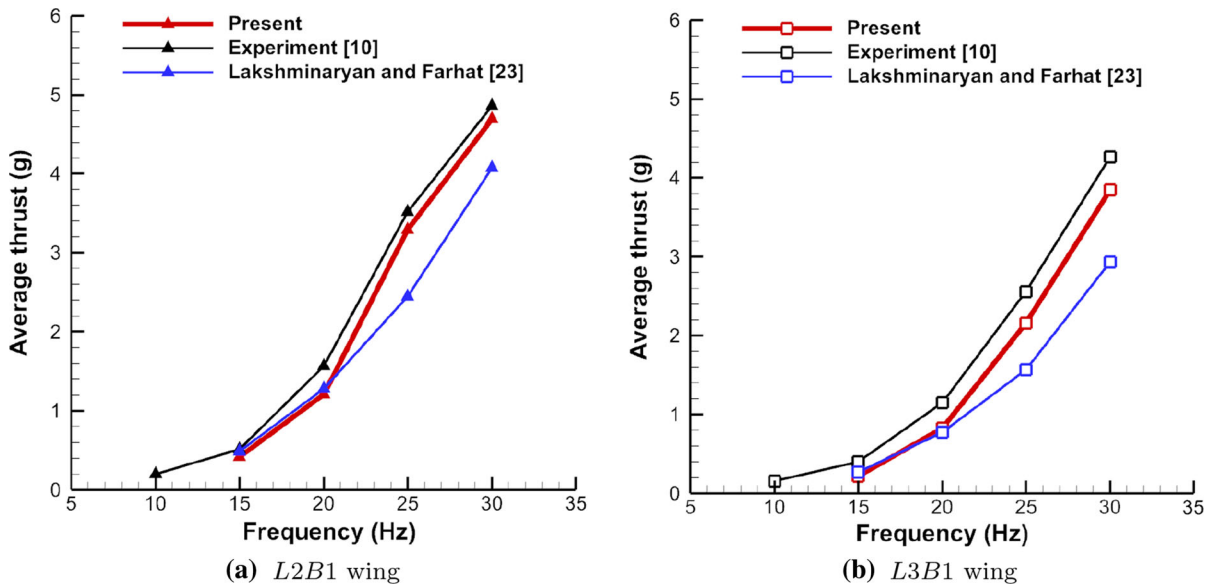 Present
Experiment [10]
Lakshminaryan and Farhat [23]
Average thrust (g)
6
5
4
3
2
1
0
5
10
15
20
25
30
35
Frequency (Hz)
(a) L2B1 wing
Present
Experiment [10]
Lakshminaryan and Farhat [23]
Average thrust (g)
6
5
4
3
2
1
0
5
10
15
20
25
30
35
Frequency (Hz)
(b) L3B1 wing